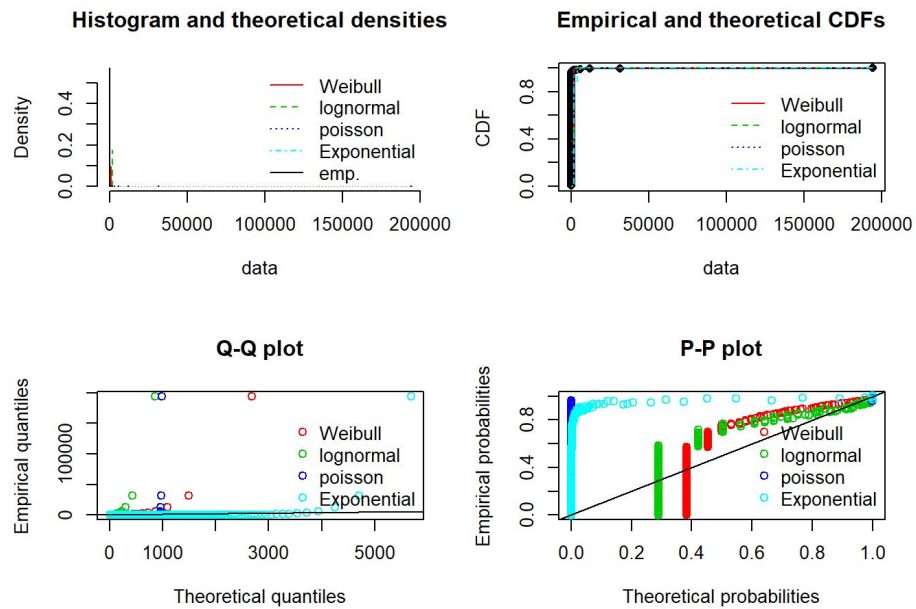 Histogram and theoretical densities
Density
0.0 0.2 0.4
Weibull
lognormal
poisson
Exponential
emp.
0 50000 100000 150000 200000
data
Empirical and theoretical CDFs
CDF
0.0 0.4 0.8
Weibull
lognormal
poisson
Exponential
0 50000 100000 150000 200000
data
Q-Q plot
Empirical quantiles
0 100000
Weibull
lognormal
poisson
Exponential
0 1000 3000 5000
Theoretical quantiles
P-P plot
Empirical probabilities
0.0 0.4 0.8
Weibull
lognormal
poisson
Exponential
0.0 0.2 0.4 0.6 0.8 1.0
Theoretical probabilities